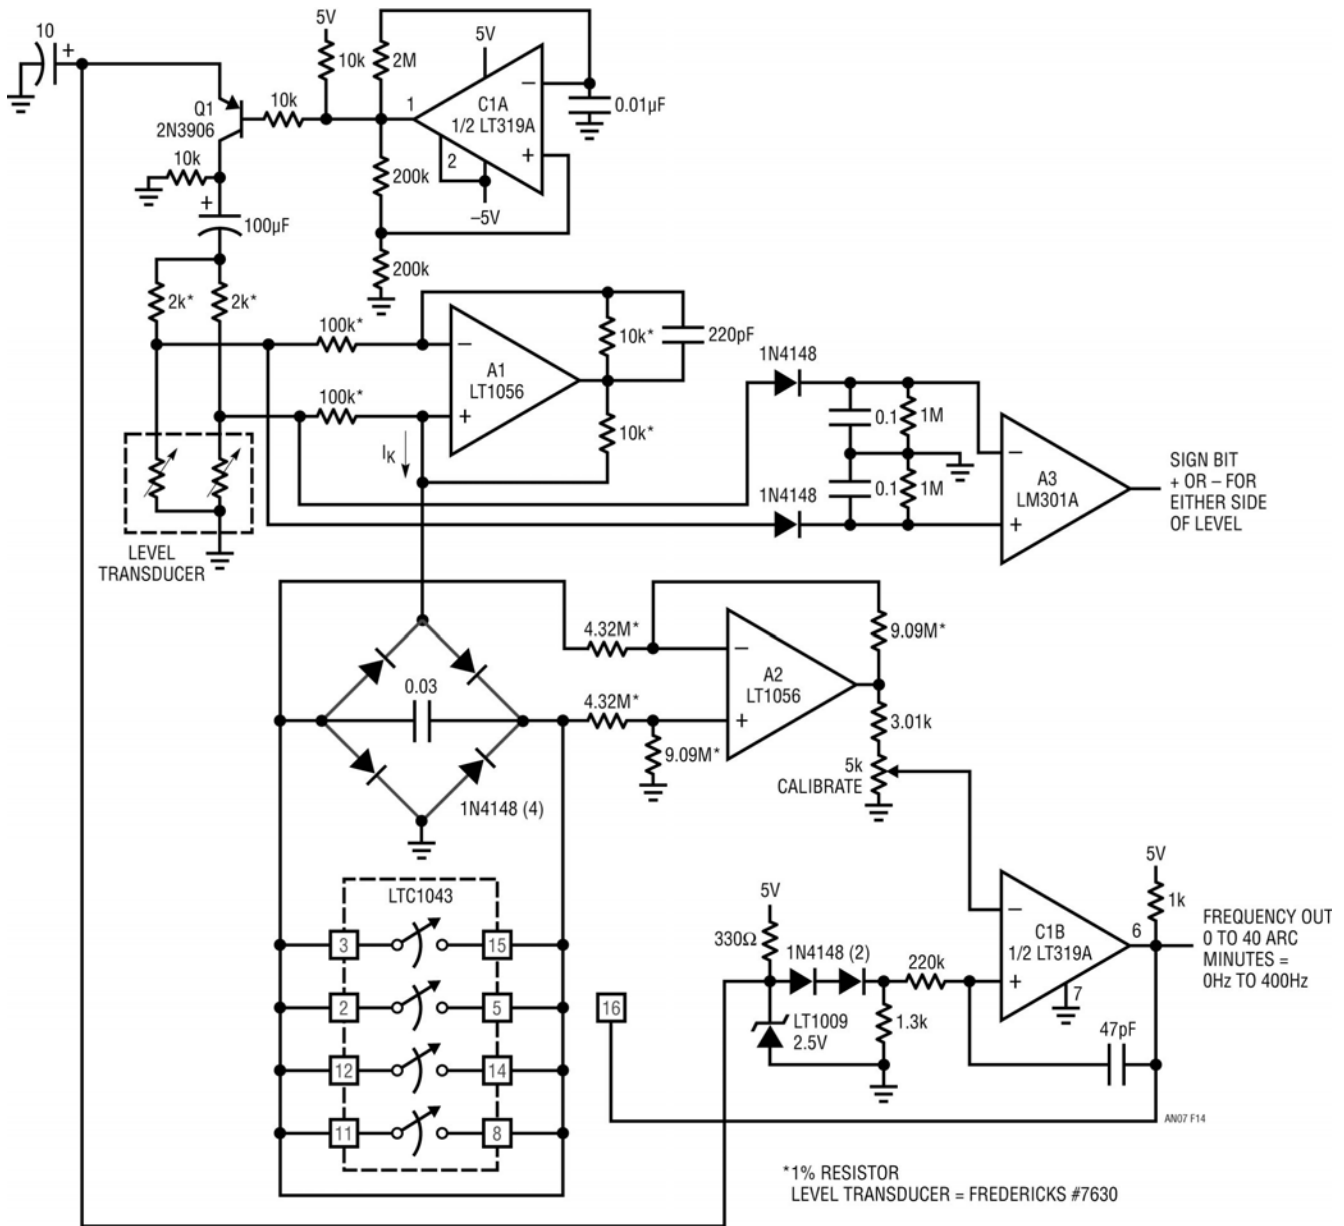 10
+
5V
10k
2M
5V
−
C1A
1/2 LT319A
+
1
2
−5V
0.01µF
Q1
2N3906
10k
10k
+
100µF
200k
200k
2k*
2k*
100k*
100k*
−
A1
LT1056
+
10k*
220pF
10k*
IK
1N4148
1N4148
0.1
1M
0.1
1M
−
A3
LM301A
+
SIGN BIT
+ OR – FOR
EITHER SIDE
OF LEVEL
LEVEL
TRANSDUCER
0.03
1N4148 (4)
4.32M*
4.32M*
9.09M*
−
A2
LT1056
+
9.09M*
3.01k
5k
CALIBRATE
LTC1043
3
15
2
5
12
14
11
8
16
5V
330Ω
1N4148 (2)
LT1009
2.5V
220k
1.3k
−
C1B
1/2 LT319A
+
7
6
47pF
5V
1k
FREQUENCY OUT
0 TO 40 ARC
MINUTES =
0Hz TO 400Hz
AN07 F14
*1% RESISTOR
LEVEL TRANSDUCER = FREDERICKS #7630